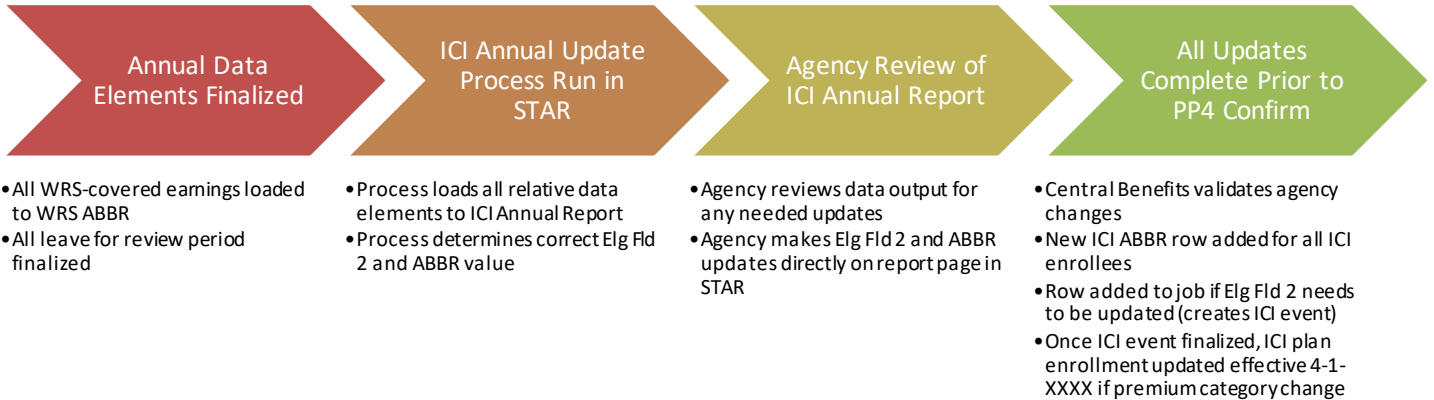 Annual Data
Elements Finalized
ICI Annual Update
Process Run in
STAR
Agency Review of
ICI Annual Report
All Updates
Complete Prior to
PP4 Confirm
•All WRS-covered earnings loaded
to WRS ABBR
•All leave for review period
finalized
•Process loads all relative data
elements to ICI Annual Report
•Process determines correct Elg Fld
2 and ABBR value
•Agency reviews data output for
any needed updates
•Agency makes Elg Fld 2 and ABBR
updates directly on report page in
STAR
•Central Benefits validates agency
changes
•New ICI ABBR row added for all ICI
enrollees
•Row added to job if Elg Fld 2 needs
to be updated (creates ICI event)
•Once ICI event finalized, ICI plan
enrollment updated effective 4-1-
XXXX if premium category change